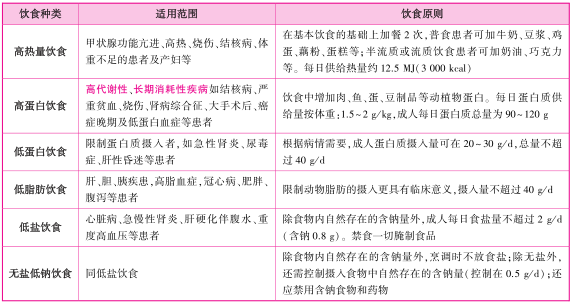 饮食种类 适用范围 饮食原则
高热量饮食
甲状腺功能亢进、高热、烧伤、结核病、体
重不足的患者及产妇等
在基本饮食的基础上加餐2次,普食患者可加牛奶、豆浆、鸡
蛋、藕粉、蛋糕等;半流质或流质饮食患者可加奶油、巧克力
等。每日供给热量约12.5 MJ(3 000 kcal)
高蛋白饮食
高代谢性、长期消耗性疾病如结核病、严
重贫血、烧伤、肾病综合征、大手术后、癌
症晚期及低蛋白血症等患者
饮食中增加肉、鱼、蛋、豆制品等动植物蛋白。每日蛋白质供
给量按体重:1.5~2 g/kg,成人每日蛋白质总量为90~120 g
低蛋白饮食
限制蛋白质摄入者,如急性肾炎、尿毒
症、肝性昏迷等患者
根据病情需要,成人蛋白质摄入量可在20~30 g/d,总量不超
过40 g/d
低脂肪饮食
肝、胆、胰疾患,高脂血症,冠心病、肥胖、
腹泻等患者
限制动物脂肪的摄入更具有临床意义,摄入量不超过40 g/d
低盐饮食
心脏病、急慢性肾炎、肝硬化伴腹水、重
度高血压等患者
除食物内自然存在的含钠量外,成人每日食盐量不超过2 g/d
(含钠0.8 g)。禁食一切腌制食品
无盐低钠饮食
同低盐饮食
除食物内自然存在的含钠量外,烹调时不放食盐;除无盐外,
还需控制摄入食物中自然存在的含钠量(控制在0.5 g/d);还
应禁用含钠食物和药物